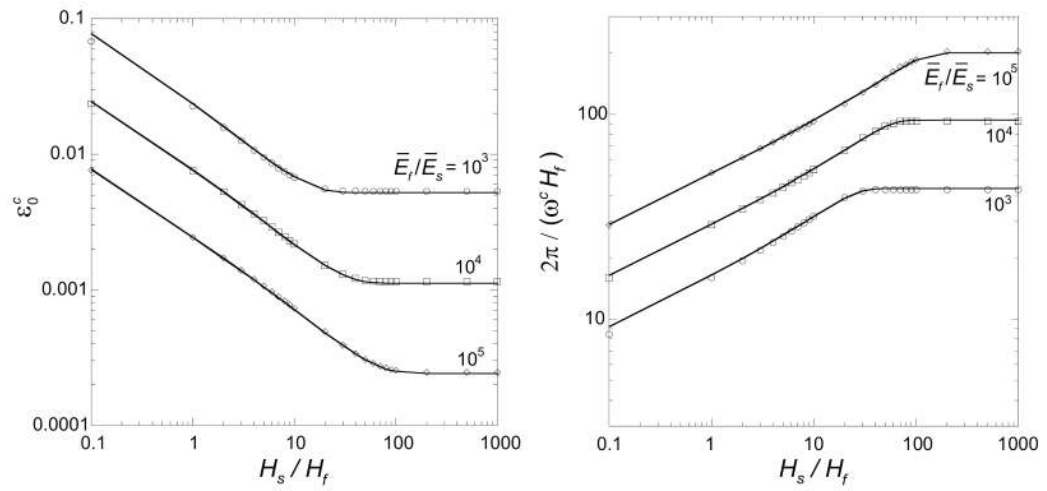 0.1
0.01
0.001
0.0001
ε₀ᶜ
Ēf/Ēs = 10³
10⁴
10⁵
0.1 1 10 100 1000
Hs / Hf
100
10
2π / (ωᶜ Hf)
Ēf/Ēs = 10⁵
10⁴
10³
0.1 1 10 100 1000
Hs / Hf